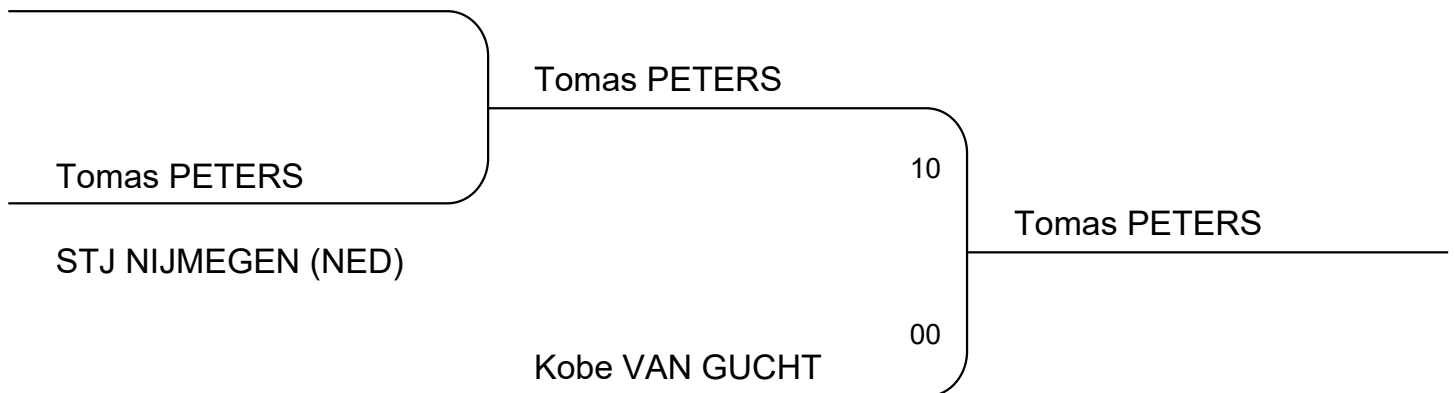 Tomas PETERS
10
Tomas PETERS
Tomas PETERS
STJ NIJMEGEN (NED)
00
Kobe VAN GUCHT